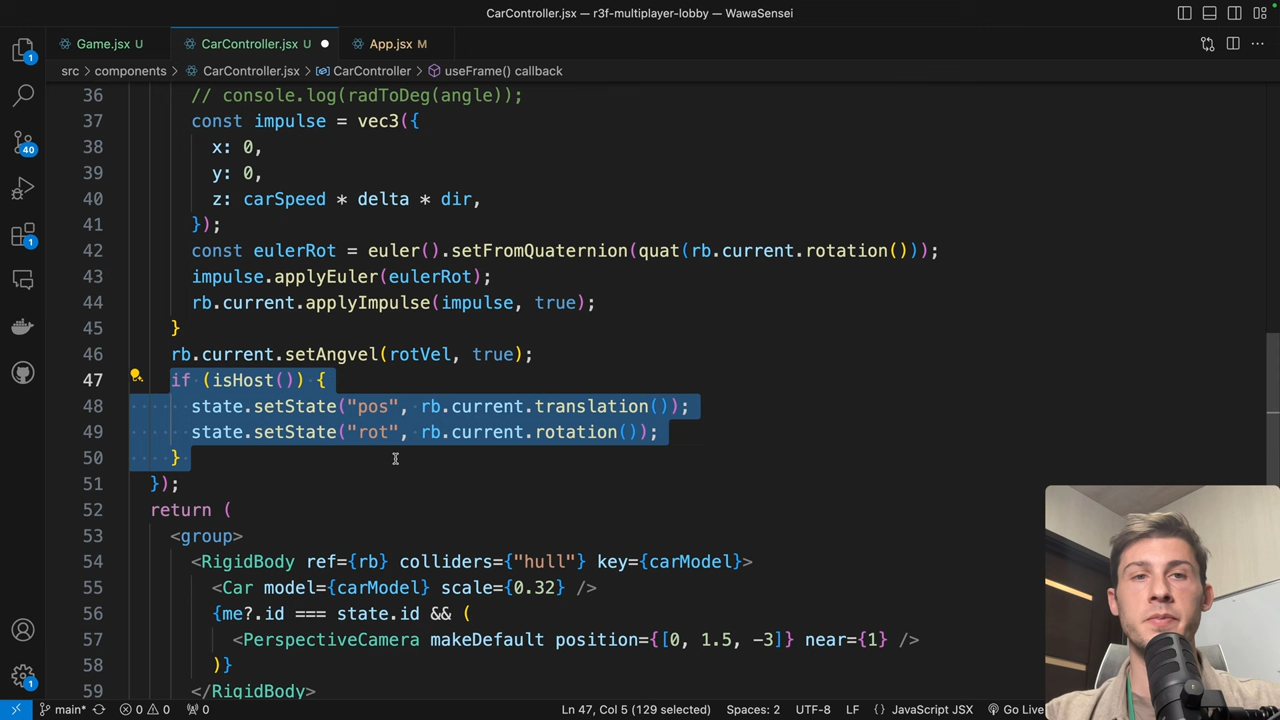 CarController.jsx — r3f-multiplayer-lobby — WawaSensei
Game.jsx U
CarController.jsx U
App.jsx M
src > components > CarController.jsx > CarController > useFrame() callback
36 // console.log(radToDeg(angle));
37 const impulse = vec3({
38 x: 0,
39 y: 0,
40 z: carSpeed * delta * dir,
41 });
42 const eulerRot = euler().setFromQuaternion(quat(rb.current.rotation()));
43 impulse.applyEuler(eulerRot);
44 rb.current.applyImpulse(impulse, true);
45 }
46 rb.current.setAngvel(rotVel, true);
47 if (isHost()) {
48 state.setState("pos", rb.current.translation());
49 state.setState("rot", rb.current.rotation());
50 }
51 });
52 return (
53 <group>
54 <RigidBody ref={rb} colliders={"hull"} key={carModel}>
55 <Car model={carModel} scale={0.32} />
56 {me?.id === state.id && (
57 <PerspectiveCamera makeDefault position={[0, 1.5, -3]} near={1} />
58 )}
59 </RigidBody>
1
40
1
1
main* 0 0 0 Ln 47, Col 5 (129 selected) Spaces: 2 UTF-8 LF {} JavaScript JSX Go Live